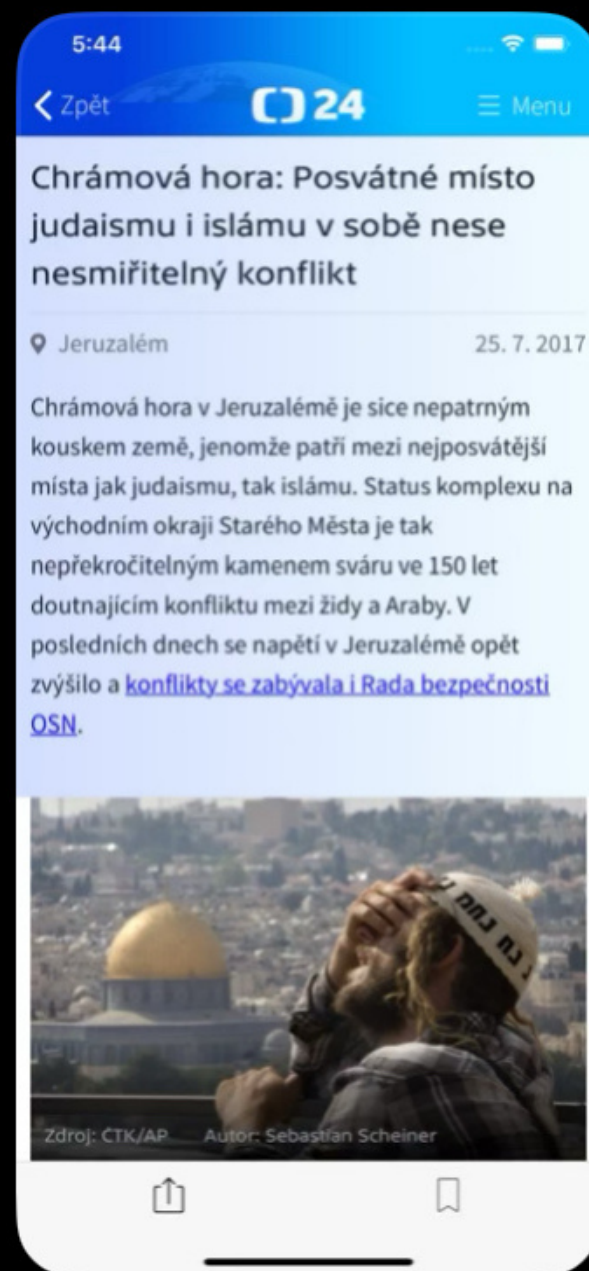 5:44
Zpět
24
Menu
Chrámová hora: Posvátné místo
judaismu i islámu v sobě nese
nesmiřitelný konflikt
Jeruzalém
25. 7. 2017
Chrámová hora v Jeruzalémě je sice nepatrným
kouskem země, jenomže patří mezi nejposvátější
místa jak judaismu, tak islámu. Status komplexu na
východním okraji Starého Města je tak
nepřekročitelným kamenem sváru ve 150 let
doutnajícím konfliktu mezi židy a Araby. V
posledních dnech se napětí v Jeruzalémě opět
zvýšilo a konflikty se zabývala i Rada bezpečnosti
OSN.
נ נח נחמ
Zdroj: ČTK/AP Autor: Sebastian Scheiner